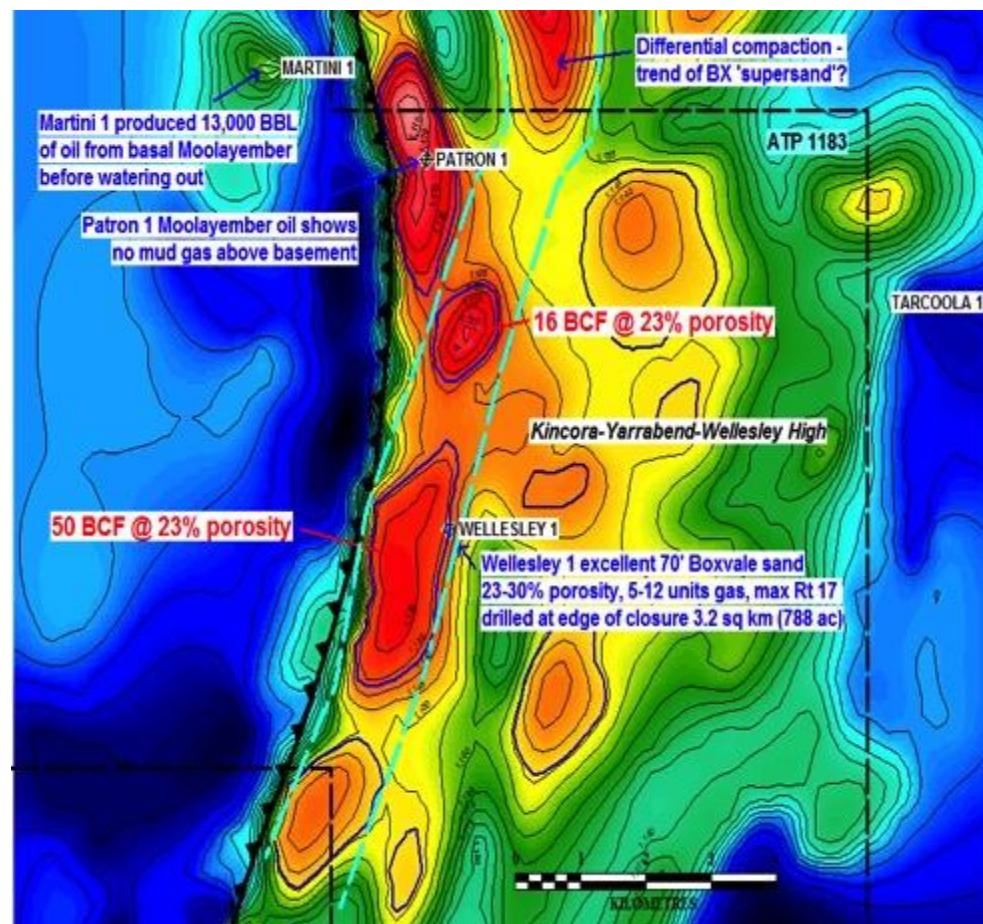 MARTINI 1
Differential compaction -
trend of BX 'supersand'?
Martini 1 produced 13,000 BBL
of oil from basal Moolayember
before watering out
ATP 1183
PATRON 1
Patron 1 Moolayember oil shows
no mud gas above basement
TARCOOLA 1
16 BCF @ 23% porosity
Kincora-Yarrabend-Wellesley High
50 BCF @ 23% porosity
WELLESLEY 1
Wellesley 1 excellent 70' Boxvale sand
23-30% porosity, 5-12 units gas, max Rt 17
drilled at edge of closure 3.2 sq km (788 ac)
0 1 2 3
KILOMETRES